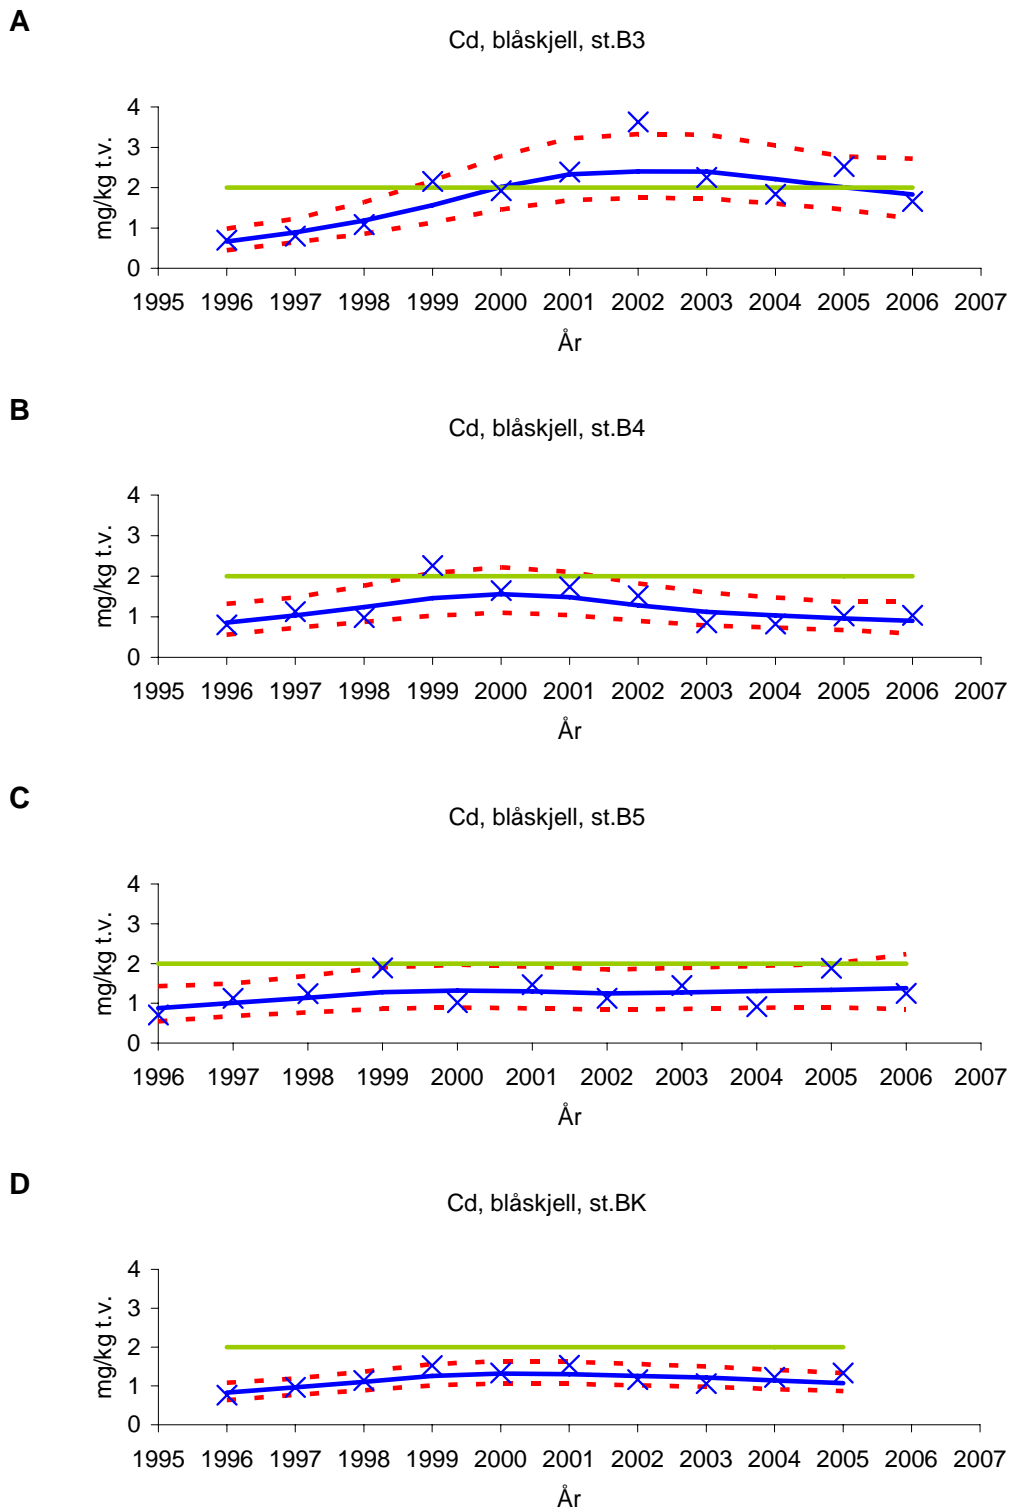 A
Cd, blåskjell, st.B3
mg/kg t.v.
4
3
2
1
0
1995 1996 1997 1998 1999 2000 2001 2002 2003 2004 2005 2006 2007
År
B
Cd, blåskjell, st.B4
mg/kg t.v.
4
3
2
1
0
1995 1996 1997 1998 1999 2000 2001 2002 2003 2004 2005 2006 2007
År
C
Cd, blåskjell, st.B5
mg/kg t.v.
4
3
2
1
0
1996 1997 1998 1999 2000 2001 2002 2003 2004 2005 2006 2007
År
D
Cd, blåskjell, st.BK
mg/kg t.v.
4
3
2
1
0
1995 1996 1997 1998 1999 2000 2001 2002 2003 2004 2005 2006 2007
År